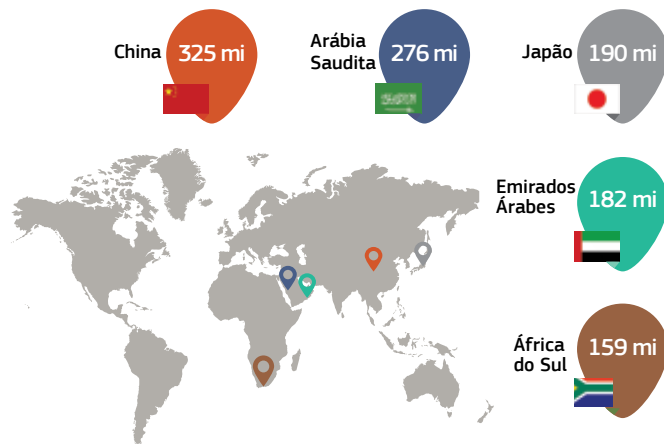 China
325 mi
Arábia
Saudita
276 mi
Japão
190 mi
Emirados
Árabes
182 mi
África
do Sul
159 mi